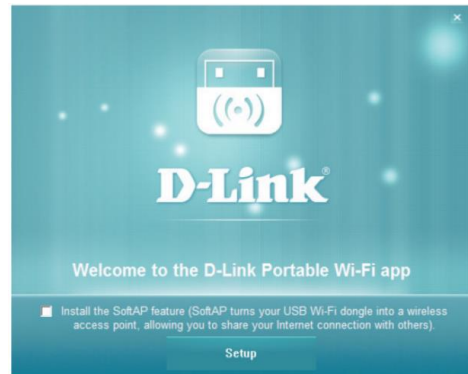 D-Link®
Welcome to the D-Link Portable Wi-Fi app
Install the SoftAP feature (SoftAP turns your USB Wi-Fi dongle into a wireless
access point, allowing you to share your Internet connection with others).
Setup